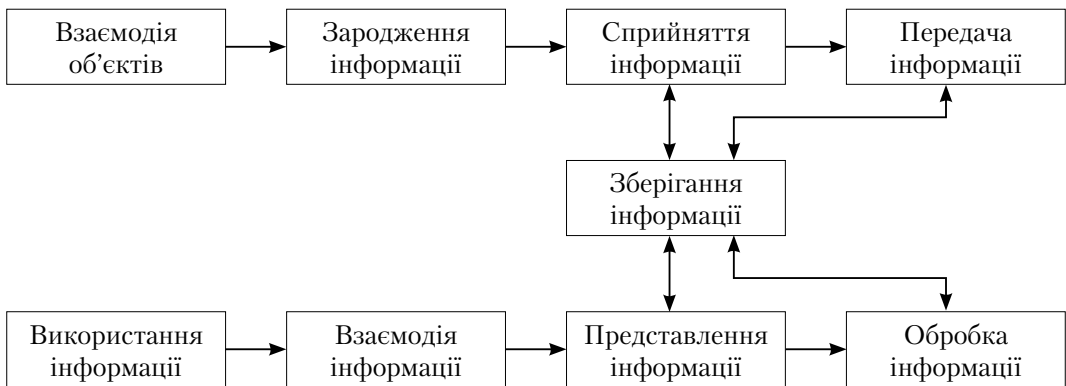 Взаємодія
об’єктів
Зародження
інформації
Сприйняття
інформації
Передача
інформації
Зберігання
інформації
Використання
інформації
Взаємодія
інформації
Представлення
інформації
Обробка
інформації